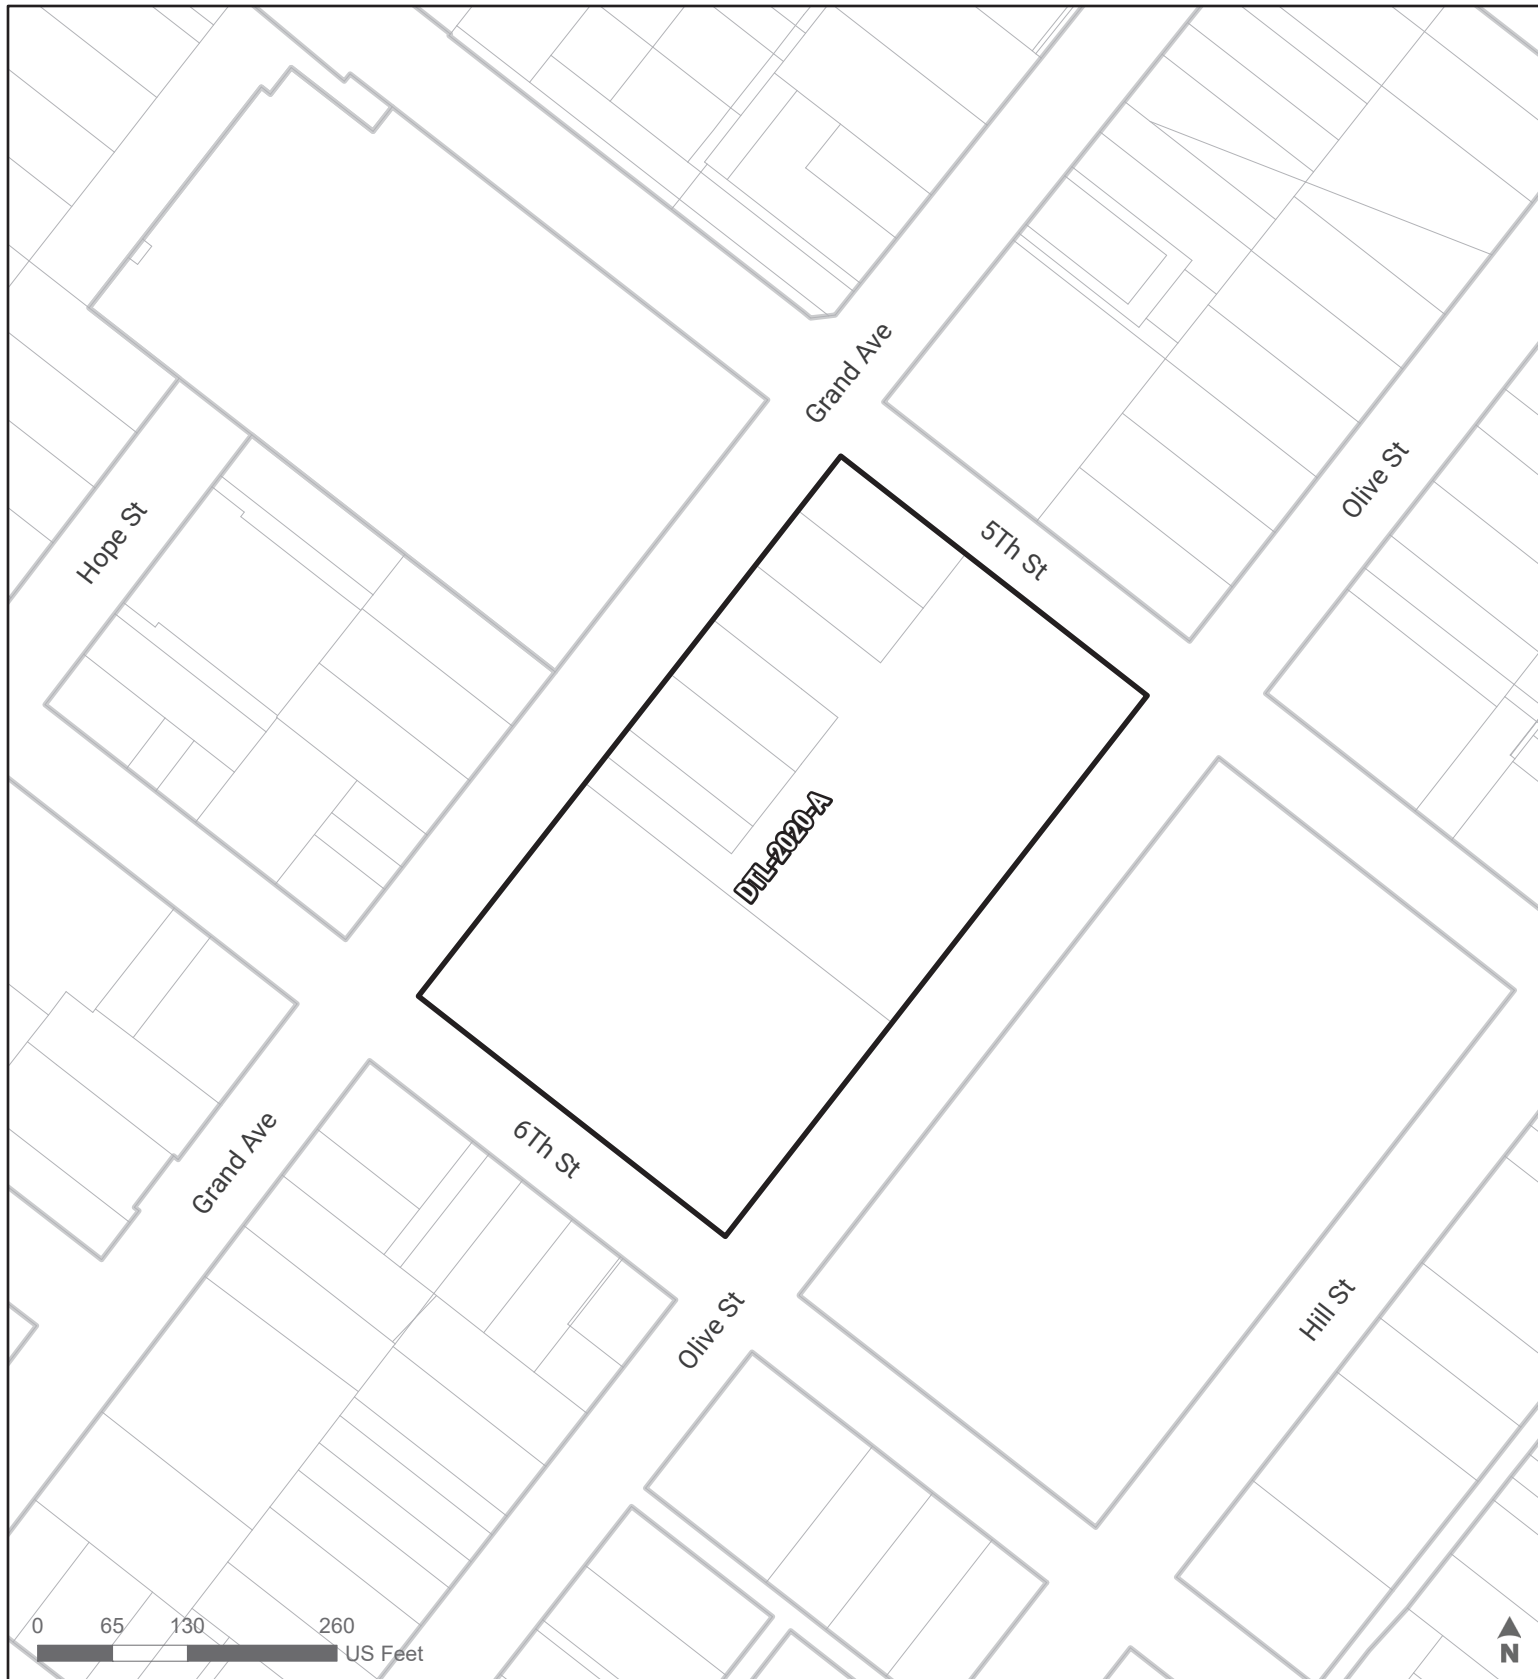 Grand Ave
Olive St
Hope St
5Th St
DTL-2020-A
Grand Ave
6Th St
Olive St
Hill St
0 65 130 260
US Feet
N